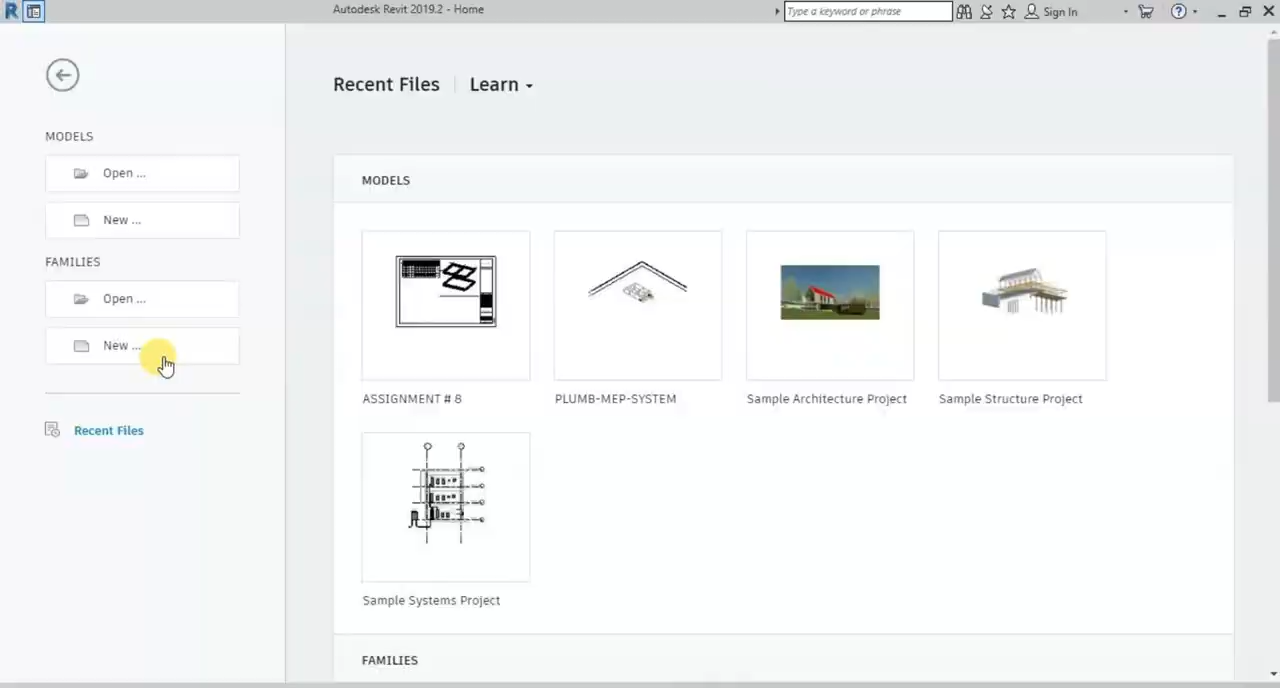 Autodesk Revit 2019.2 - Home
Type a keyword or phrase
Sign In
Recent Files
Learn
MODELS
Open ...
New ...
FAMILIES
Open ...
New ...
Recent Files
MODELS
ASSIGNMENT # 8
PLUMB-MEP-SYSTEM
Sample Architecture Project
Sample Structure Project
Sample Systems Project
FAMILIES